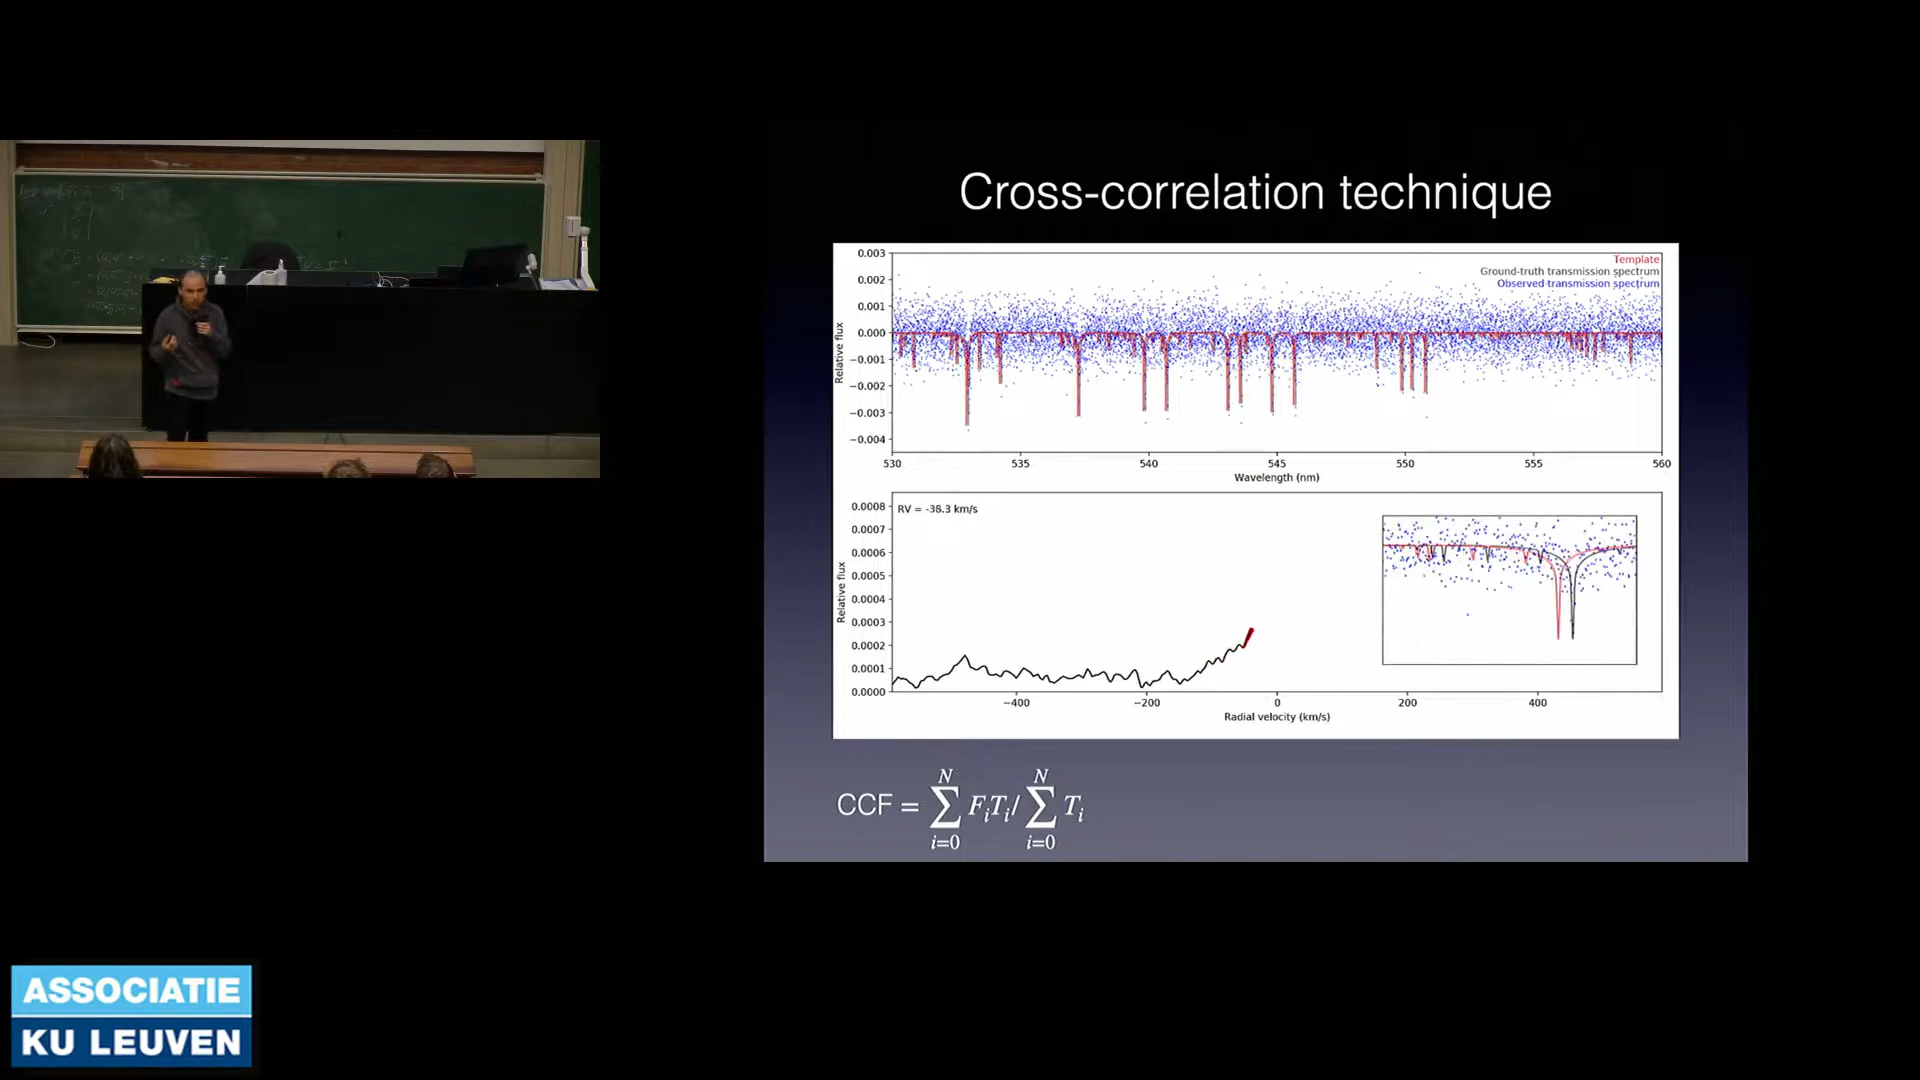 Cross-correlation technique
0.003
0.002
0.001
0.000
−0.001
−0.002
−0.003
−0.004
Relative flux
Template
Ground-truth transmission spectrum
Observed transmission spectrum
530 535 540 545 550 555 560
Wavelength (nm)
RV = -38.3 km/s
0.0008
0.0007
0.0006
0.0005
0.0004
0.0003
0.0002
0.0001
0.0000
Relative flux
−400 −200 0 200 400
Radial velocity (km/s)
CCF = ∑_{i=0}^{N} F_iT_i/ ∑_{i=0}^{N} T_i
ASSOCIATIE
KU LEUVEN